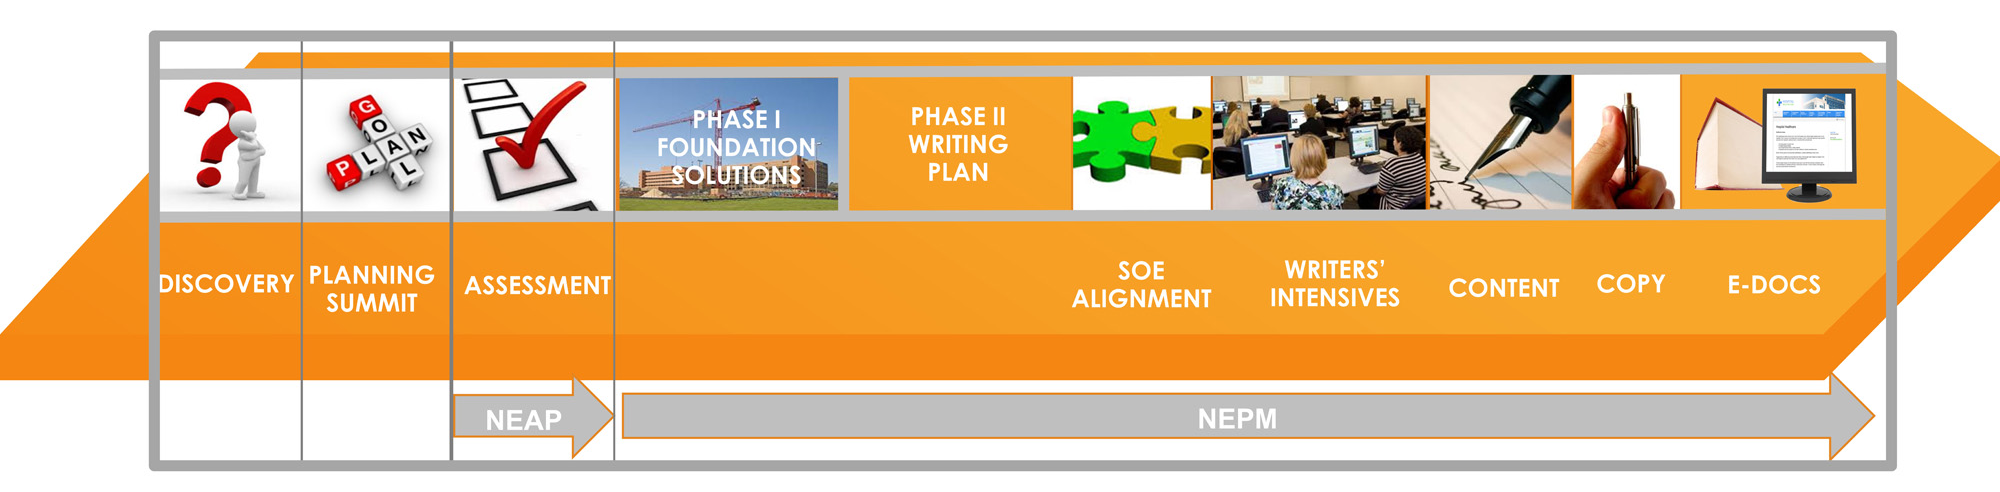 GOAL
PLAN
PHASE I
FOUNDATION
SOLUTIONS
PHASE II
WRITING
PLAN
DISCOVERY
PLANNING
SUMMIT
ASSESSMENT
SOE
ALIGNMENT
WRITERS’
INTENSIVES
CONTENT
COPY
E-DOCS
NEAP
NEPM